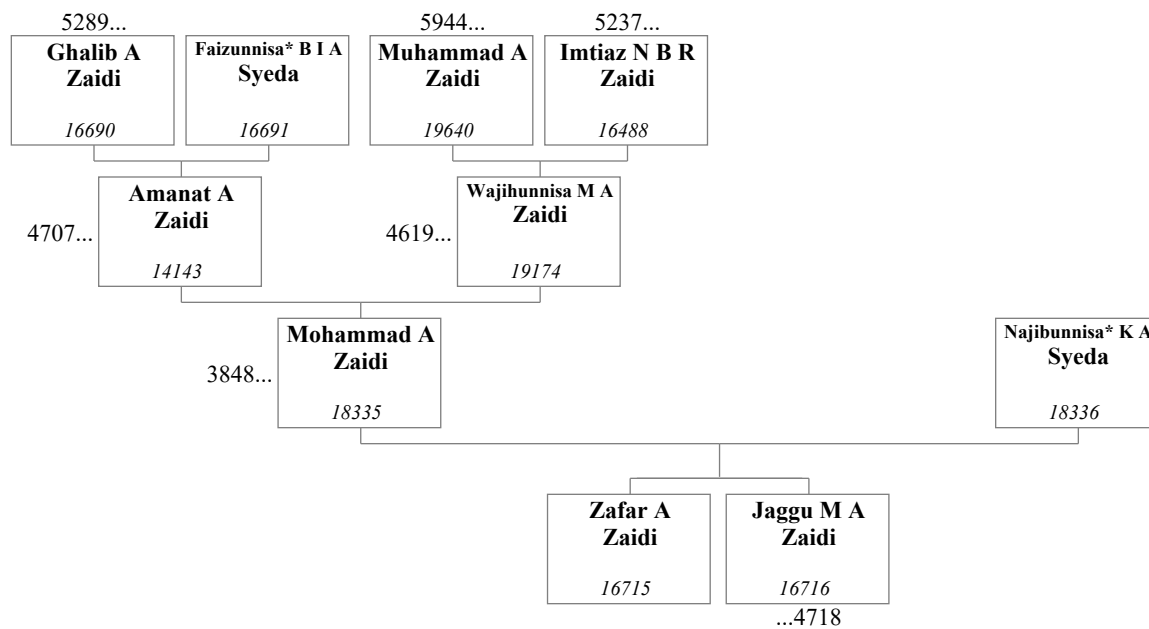 5289...
5944...
5237...
Ghalib A
Zaidi
16690
Faizunnisa* B I A
Syeda
16691
Muhammad A
Zaidi
19640
Imtiaz N B R
Zaidi
16488
4707...
Amanat A
Zaidi
14143
4619...
Wajihunnisa M A
Zaidi
19174
3848...
Mohammad A
Zaidi
18335
Najibunnisa* K A
Syeda
18336
Zafar A
Zaidi
16715
Jaggu M A
Zaidi
16716
...4718